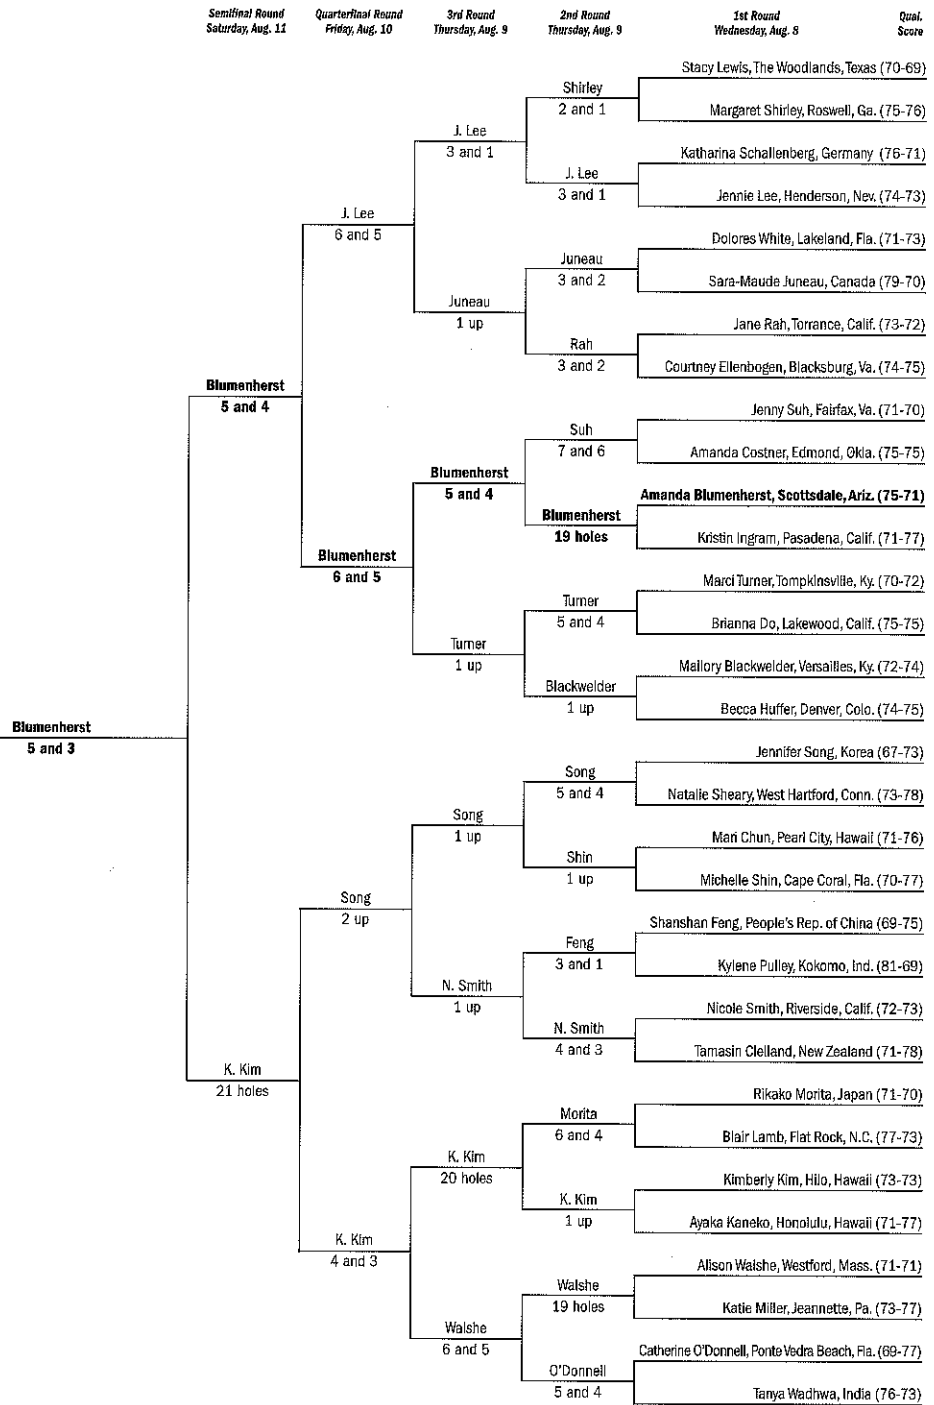 Semifinal Round
Saturday, Aug. 11
Quarterfinal Round
Friday, Aug. 10
3rd Round
Thursday, Aug. 9
2nd Round
Thursday, Aug. 9
1st Round
Wednesday, Aug. 8
Qual.
Score
Stacy Lewis, The Woodlands, Texas (70-69)
Shirley
2 and 1
Margaret Shirley, Roswell, Ga. (75-76)
J. Lee
3 and 1
Katharina Schallenberg, Germany (76-71)
J. Lee
3 and 1
Jennie Lee, Henderson, Nev. (74-73)
J. Lee
6 and 5
Dolores White, Lakeland, Fla. (71-73)
Juneau
3 and 2
Sara-Maude Juneau, Canada (79-70)
Juneau
1 up
Jane Rah, Torrance, Calif. (73-72)
Rah
3 and 2
Courtney Ellenbogen, Blacksburg, Va. (74-75)
Blumenherst
5 and 4
Jenny Suh, Fairfax, Va. (71-70)
Suh
7 and 6
Amanda Costner, Edmond, Okla. (75-75)
Blumenherst
5 and 4
Amanda Blumenherst, Scottsdale, Ariz. (75-71)
Blumenherst
19 holes
Kristin Ingram, Pasadena, Calif. (71-77)
Blumenherst
6 and 5
Marci Turner, Tompkinsville, Ky. (70-72)
Turner
5 and 4
Brianna Do, Lakewood, Calif. (75-75)
Turner
1 up
Mallory Blackwelder, Versailles, Ky. (72-74)
Blackwelder
1 up
Becca Huffer, Denver, Colo. (74-75)
Blumenherst
5 and 3
Jennifer Song, Korea (67-73)
Song
5 and 4
Natalie Sheary, West Hartford, Conn. (73-78)
Song
1 up
Mari Chun, Pearl City, Hawaii (71-76)
Shin
1 up
Michelle Shin, Cape Coral, Fla. (70-77)
Song
2 up
Shanshan Feng, People's Rep. of China (69-75)
Feng
3 and 1
Kylene Pulley, Kokomo, Ind. (81-69)
N. Smith
1 up
Nicole Smith, Riverside, Calif. (72-73)
N. Smith
4 and 3
Tamasin Clelland, New Zealand (71-78)
K. Kim
21 holes
Rikako Morita, Japan (71-70)
Morita
6 and 4
Blair Lamb, Flat Rock, N.C. (77-73)
K. Kim
20 holes
Kimberly Kim, Hilo, Hawaii (73-73)
K. Kim
1 up
Ayaka Kaneko, Honolulu, Hawaii (71-77)
K. Kim
4 and 3
Alison Walshe, Westford, Mass. (71-71)
Walshe
19 holes
Katie Miller, Jeannette, Pa. (73-77)
Walshe
6 and 5
Catherine O'Donnell, Ponte Vedra Beach, Fla. (69-77)
O'Donnell
5 and 4
Tanya Wadhwa, India (76-73)